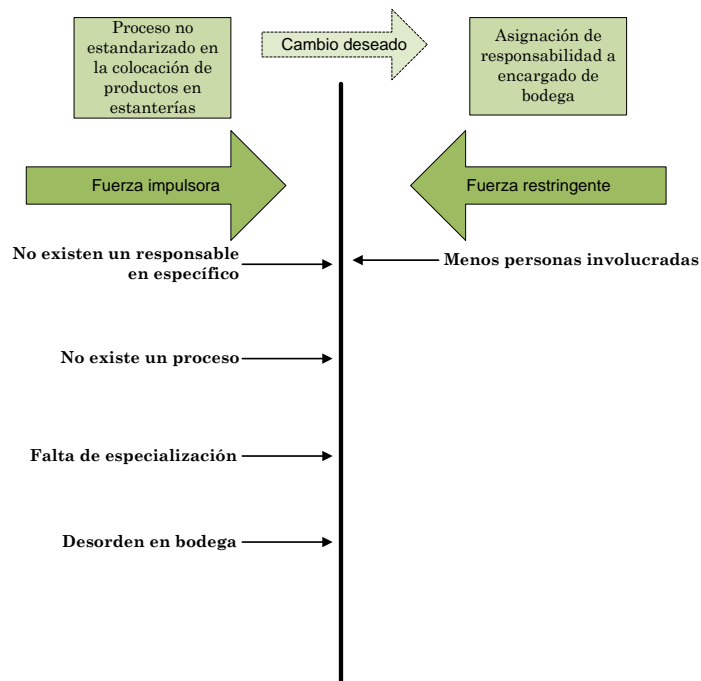 Proceso no
estandarizado en
la colocación de
productos en
estanterías
Cambio deseado
Asignación de
responsabilidad a
encargado de
bodega
Fuerza impulsora
Fuerza restringente
No existen un responsable
en específico
Menos personas involucradas
No existe un proceso
Falta de especialización
Desorden en bodega